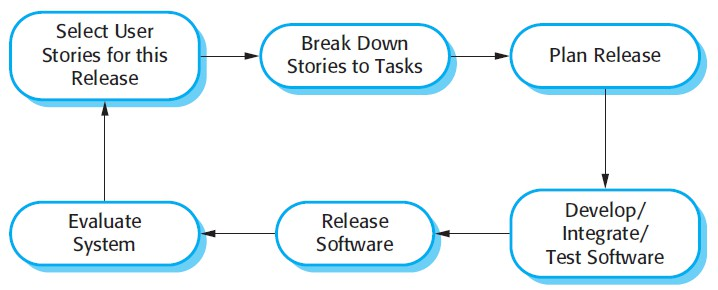 Select User
Stories for this
Release
Break Down
Stories to Tasks
Plan Release
Develop/
Integrate/
Test Software
Release
Software
Evaluate
System